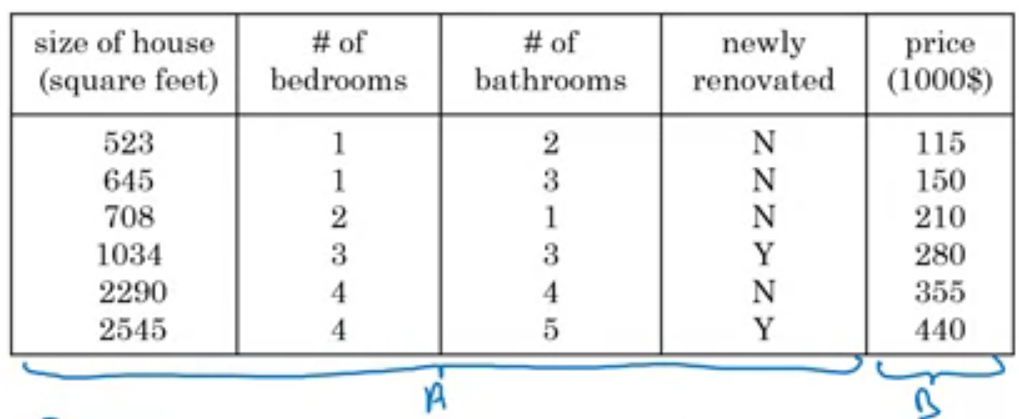 size of house # of # of newly price
(square feet) bedrooms bathrooms renovated (1000$)
523 1 2 N 115
645 1 3 N 150
708 2 1 N 210
1034 3 3 Y 280
2290 4 4 N 355
2545 4 5 Y 440
A B